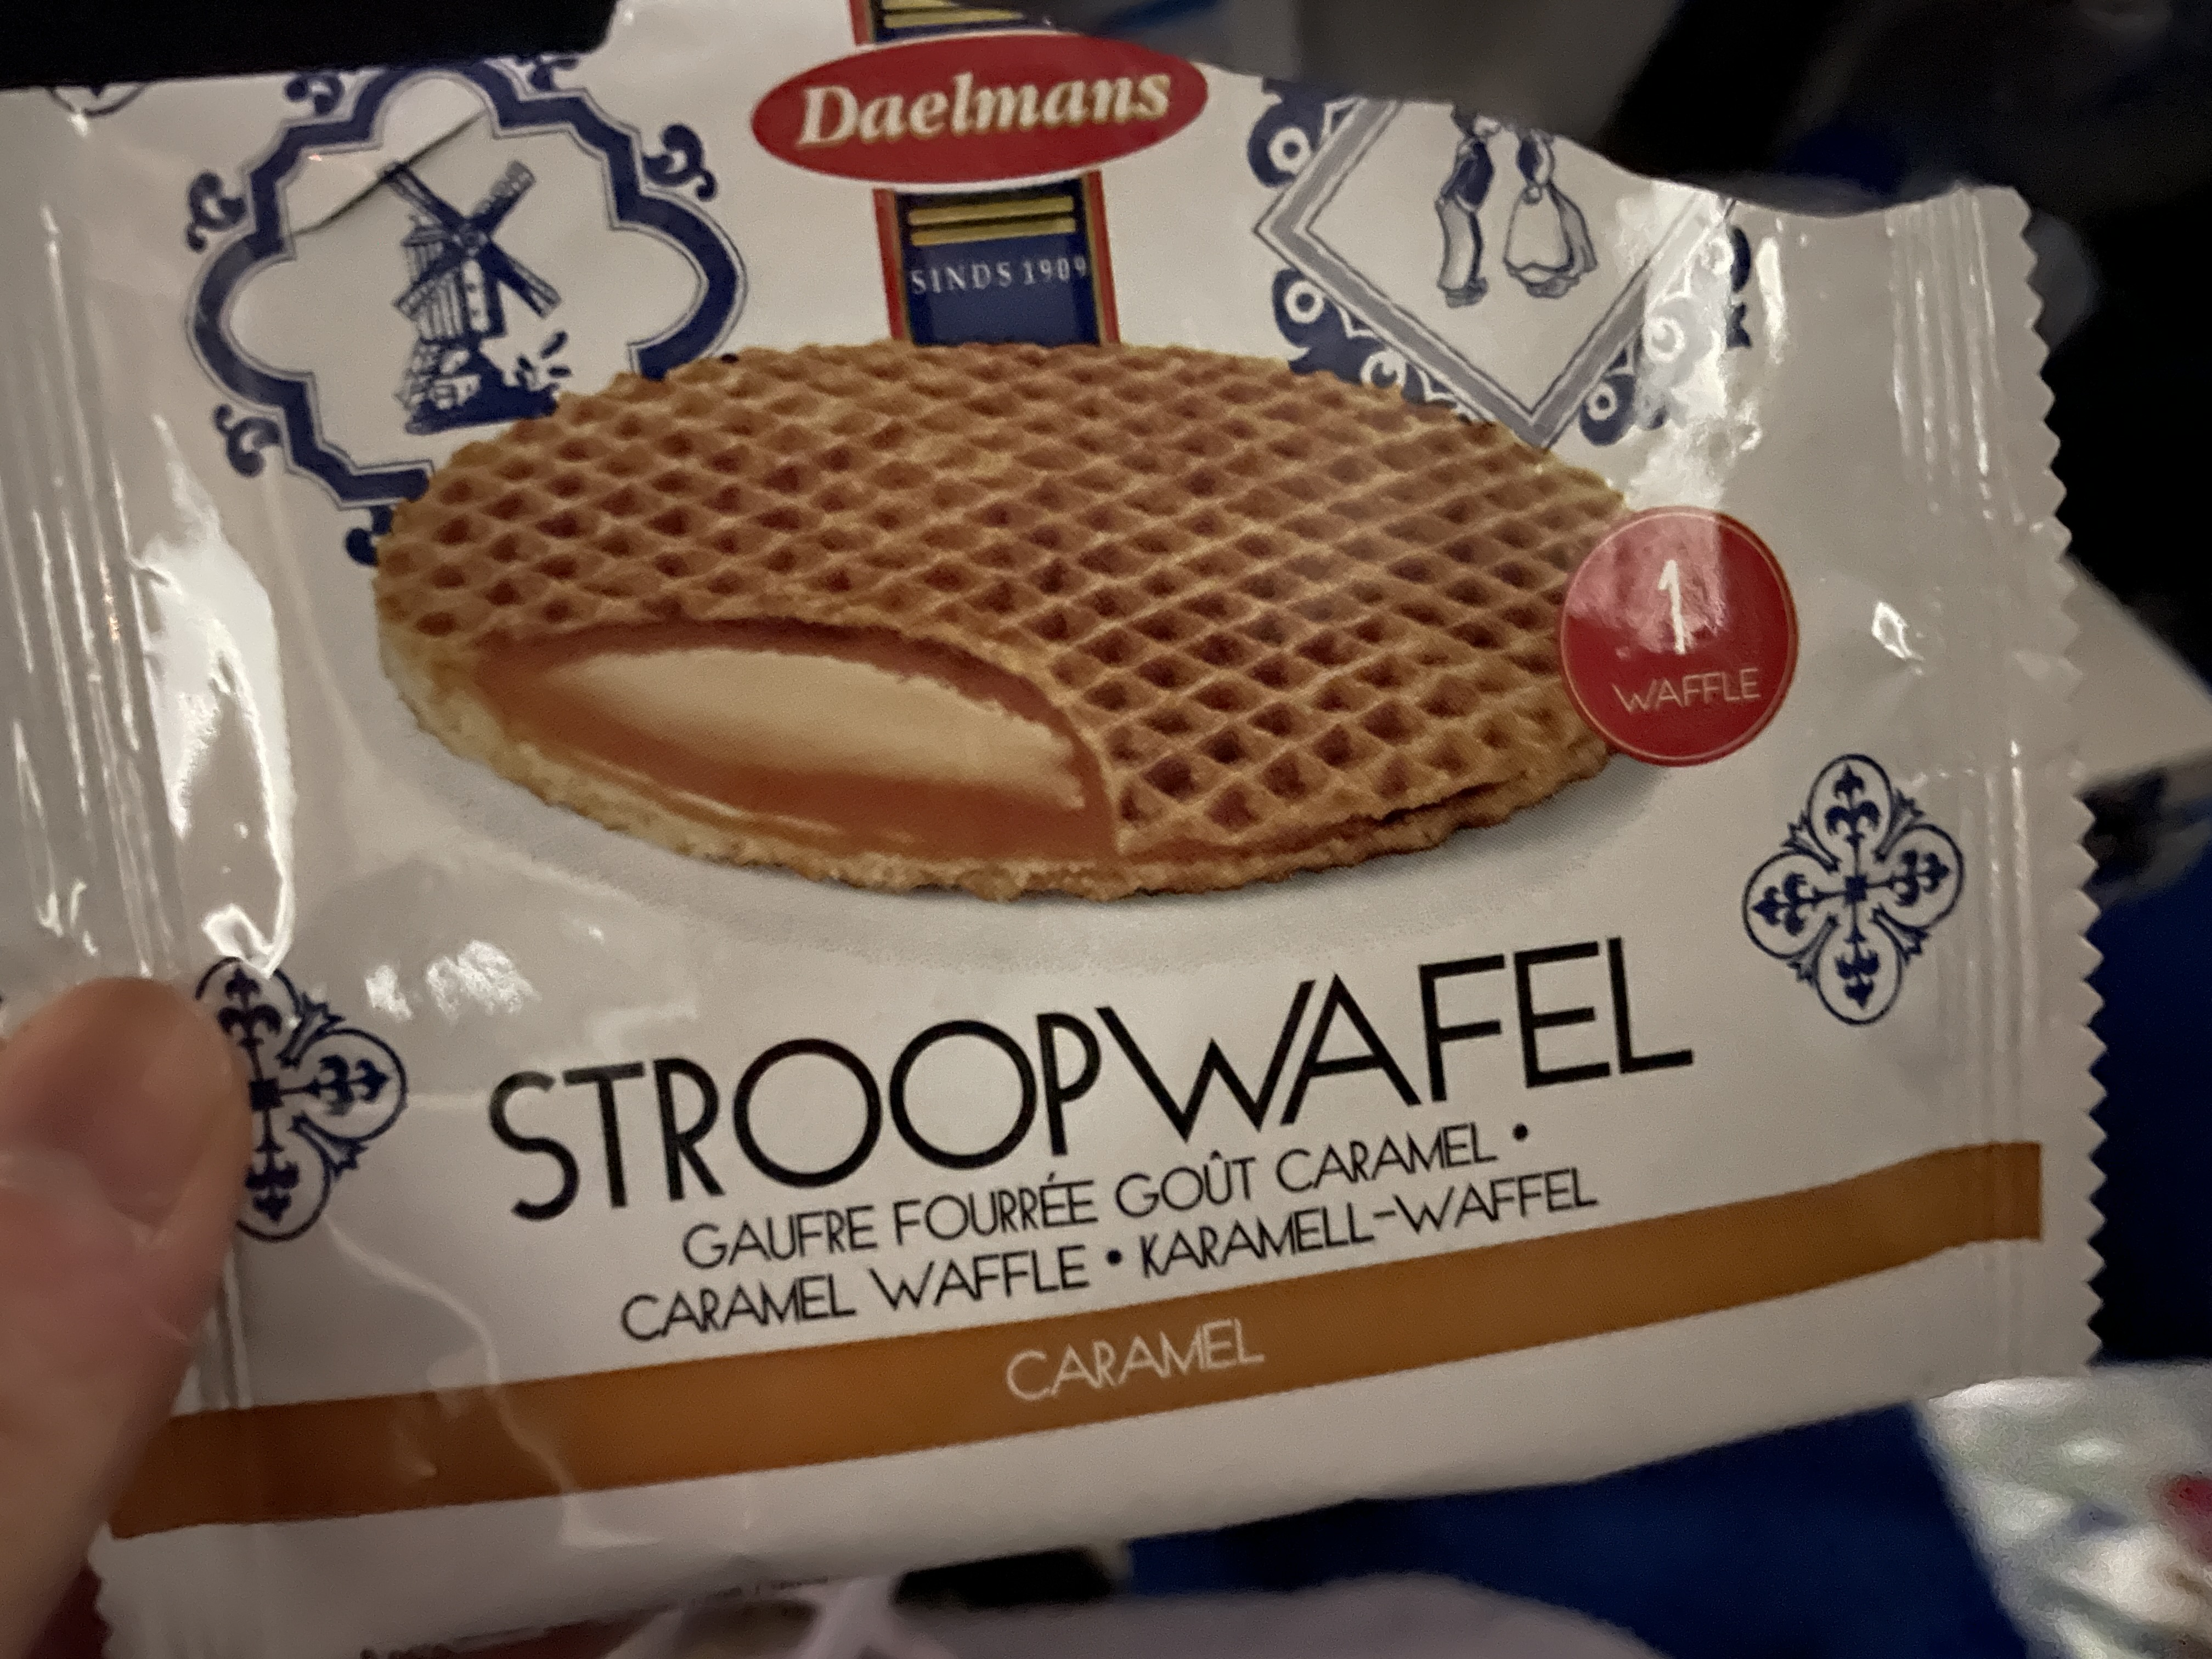 Daelmans
SINDS 1909
1
WAFFLE
STROOPWAFEL
GAUFRE FOURRÉE GOÛT CARAMEL •
CARAMEL WAFFLE • KARAMELL-WAFFEL
CARAMEL